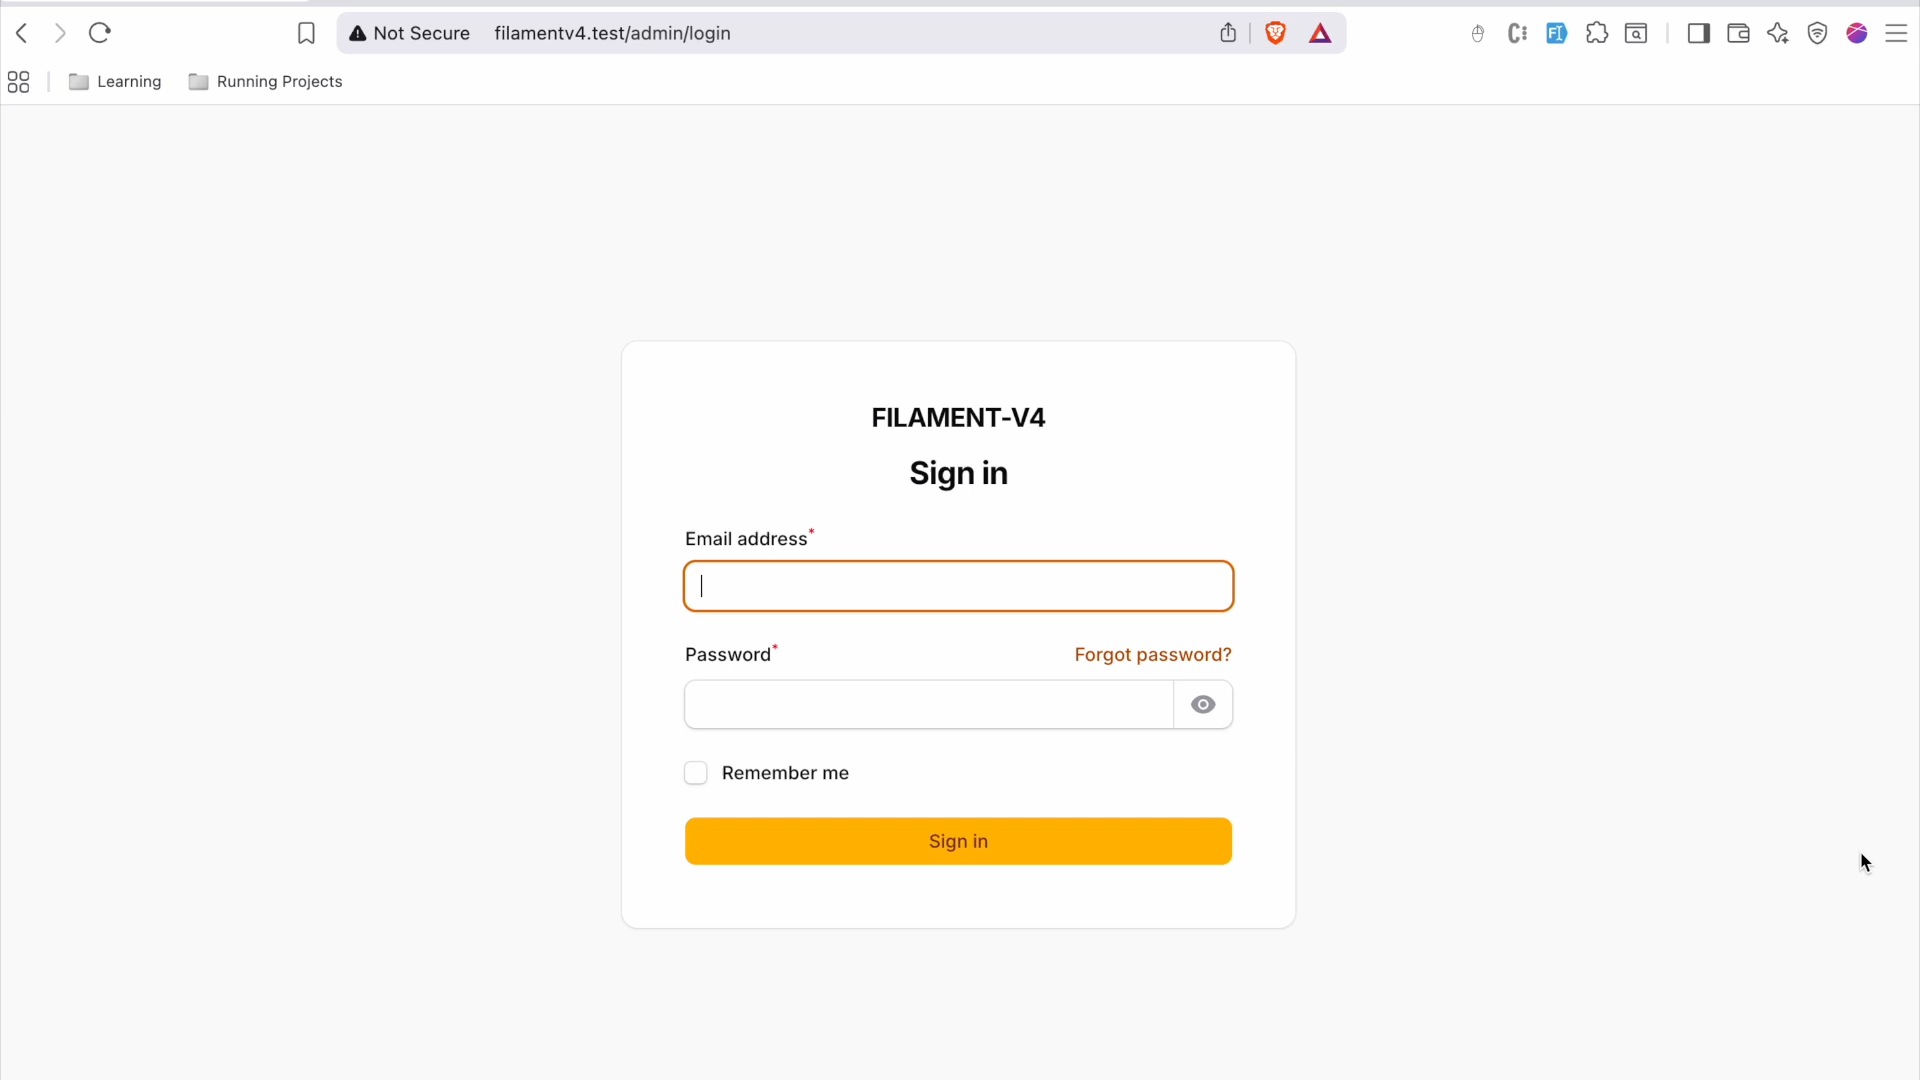 Not Secure filamentv4.test/admin/login
Learning Running Projects
FILAMENT-V4
Sign in
Email address*
Password* Forgot password?
Remember me
Sign in